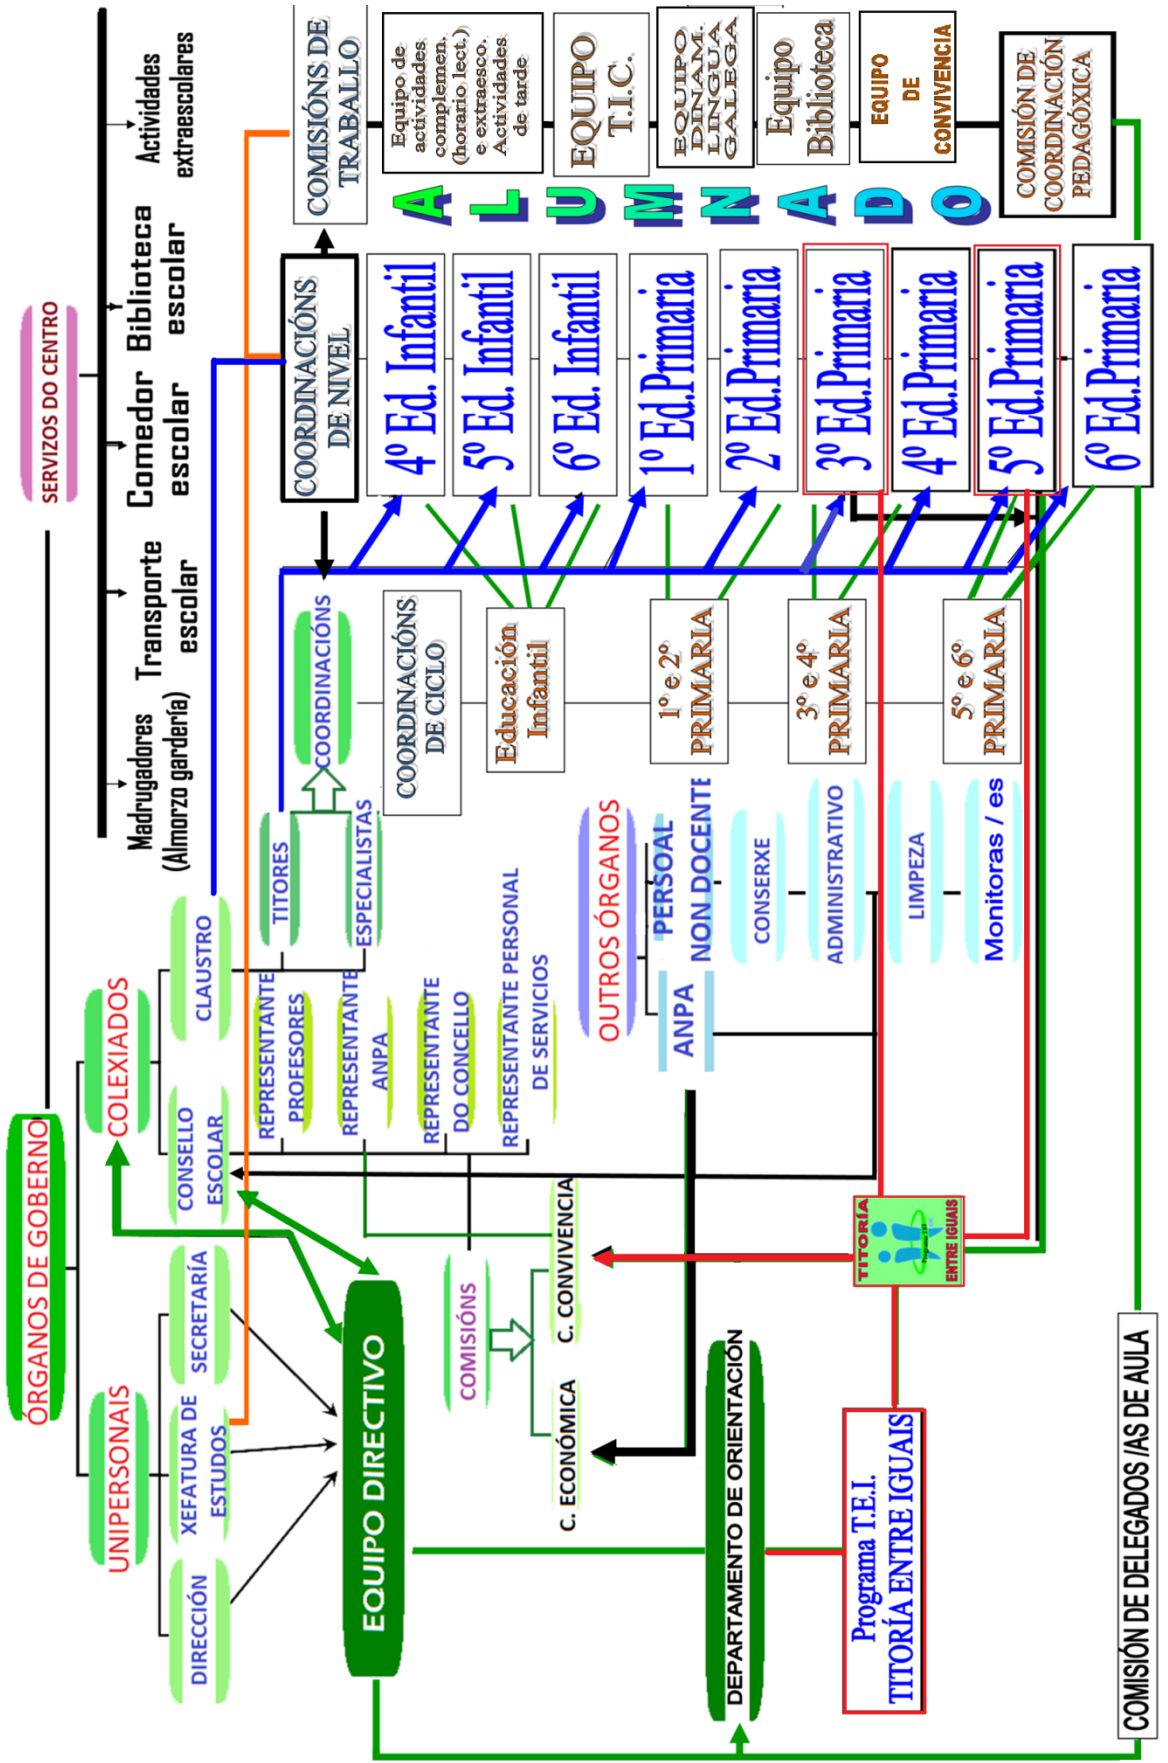 ÓRGANOS DE GOBERNO
SERVIZOS DO CENTRO
Madrugadores
(Almorzo gardería)
Transporte
escolar
Comedor
escolar
Biblioteca
escolar
Actividades
extraescolares
UNIPERSONAIS
COLEXIADOS
DIRECCIÓN
XEFATURA DE
ESTUDOS
SECRETARÍA
CONSELLO
ESCOLAR
CLAUSTRO
REPRESENTANTE
PROFESORES
REPRESENTANTE
ANPA
REPRESENTANTE
DO CONCELLO
REPRESENTANTE PERSONAL
DE SERVICIOS
TITORES
ESPECIALISTAS
COORDINACIÓNS
COORDINACIÓNS
DE NIVEL
COMISIÓNS DE
TRABALLO
EQUIPO DIRECTIVO
COMISIÓNS
C. ECONÓMICA
C. CONVIVENCIA
OUTROS ÓRGANOS
ANPA
PERSOAL
NON DOCENTE
CONSERXE
ADMINISTRATIVO
LIMPEZA
Monitoras / es
COORDINACIÓNS
DE CICLO
Educación
Infantil
1º e 2º
PRIMARIA
3º e 4º
PRIMARIA
5º e 6º
PRIMARIA
4º Ed. Infantil
5º Ed. Infantil
6º Ed. Infantil
1º Ed.Primaria
2º Ed.Primaria
3º Ed.Primaria
4º Ed.Primaria
5º Ed.Primaria
6º Ed.Primaria
ALUMNADO
Equipo de
actividades
complemen.
(horario lect.)
e extraesco.
Actividades
de tarde
EQUIPO
T.I.C.
EQUIPO
DINAM.
LINGUA
GALEGA
Equipo
Biblioteca
EQUIPO
DE
CONVIVENCIA
COMISIÓN DE
COORDINACIÓN
PEDAGÓXICA
DEPARTAMENTO DE ORIENTACIÓN
Programa T.E.I.
TITORÍA ENTRE IGUAIS
TITORÍA
ENTRE IGUAIS
COMISIÓN DE DELEGADOS /AS DE AULA